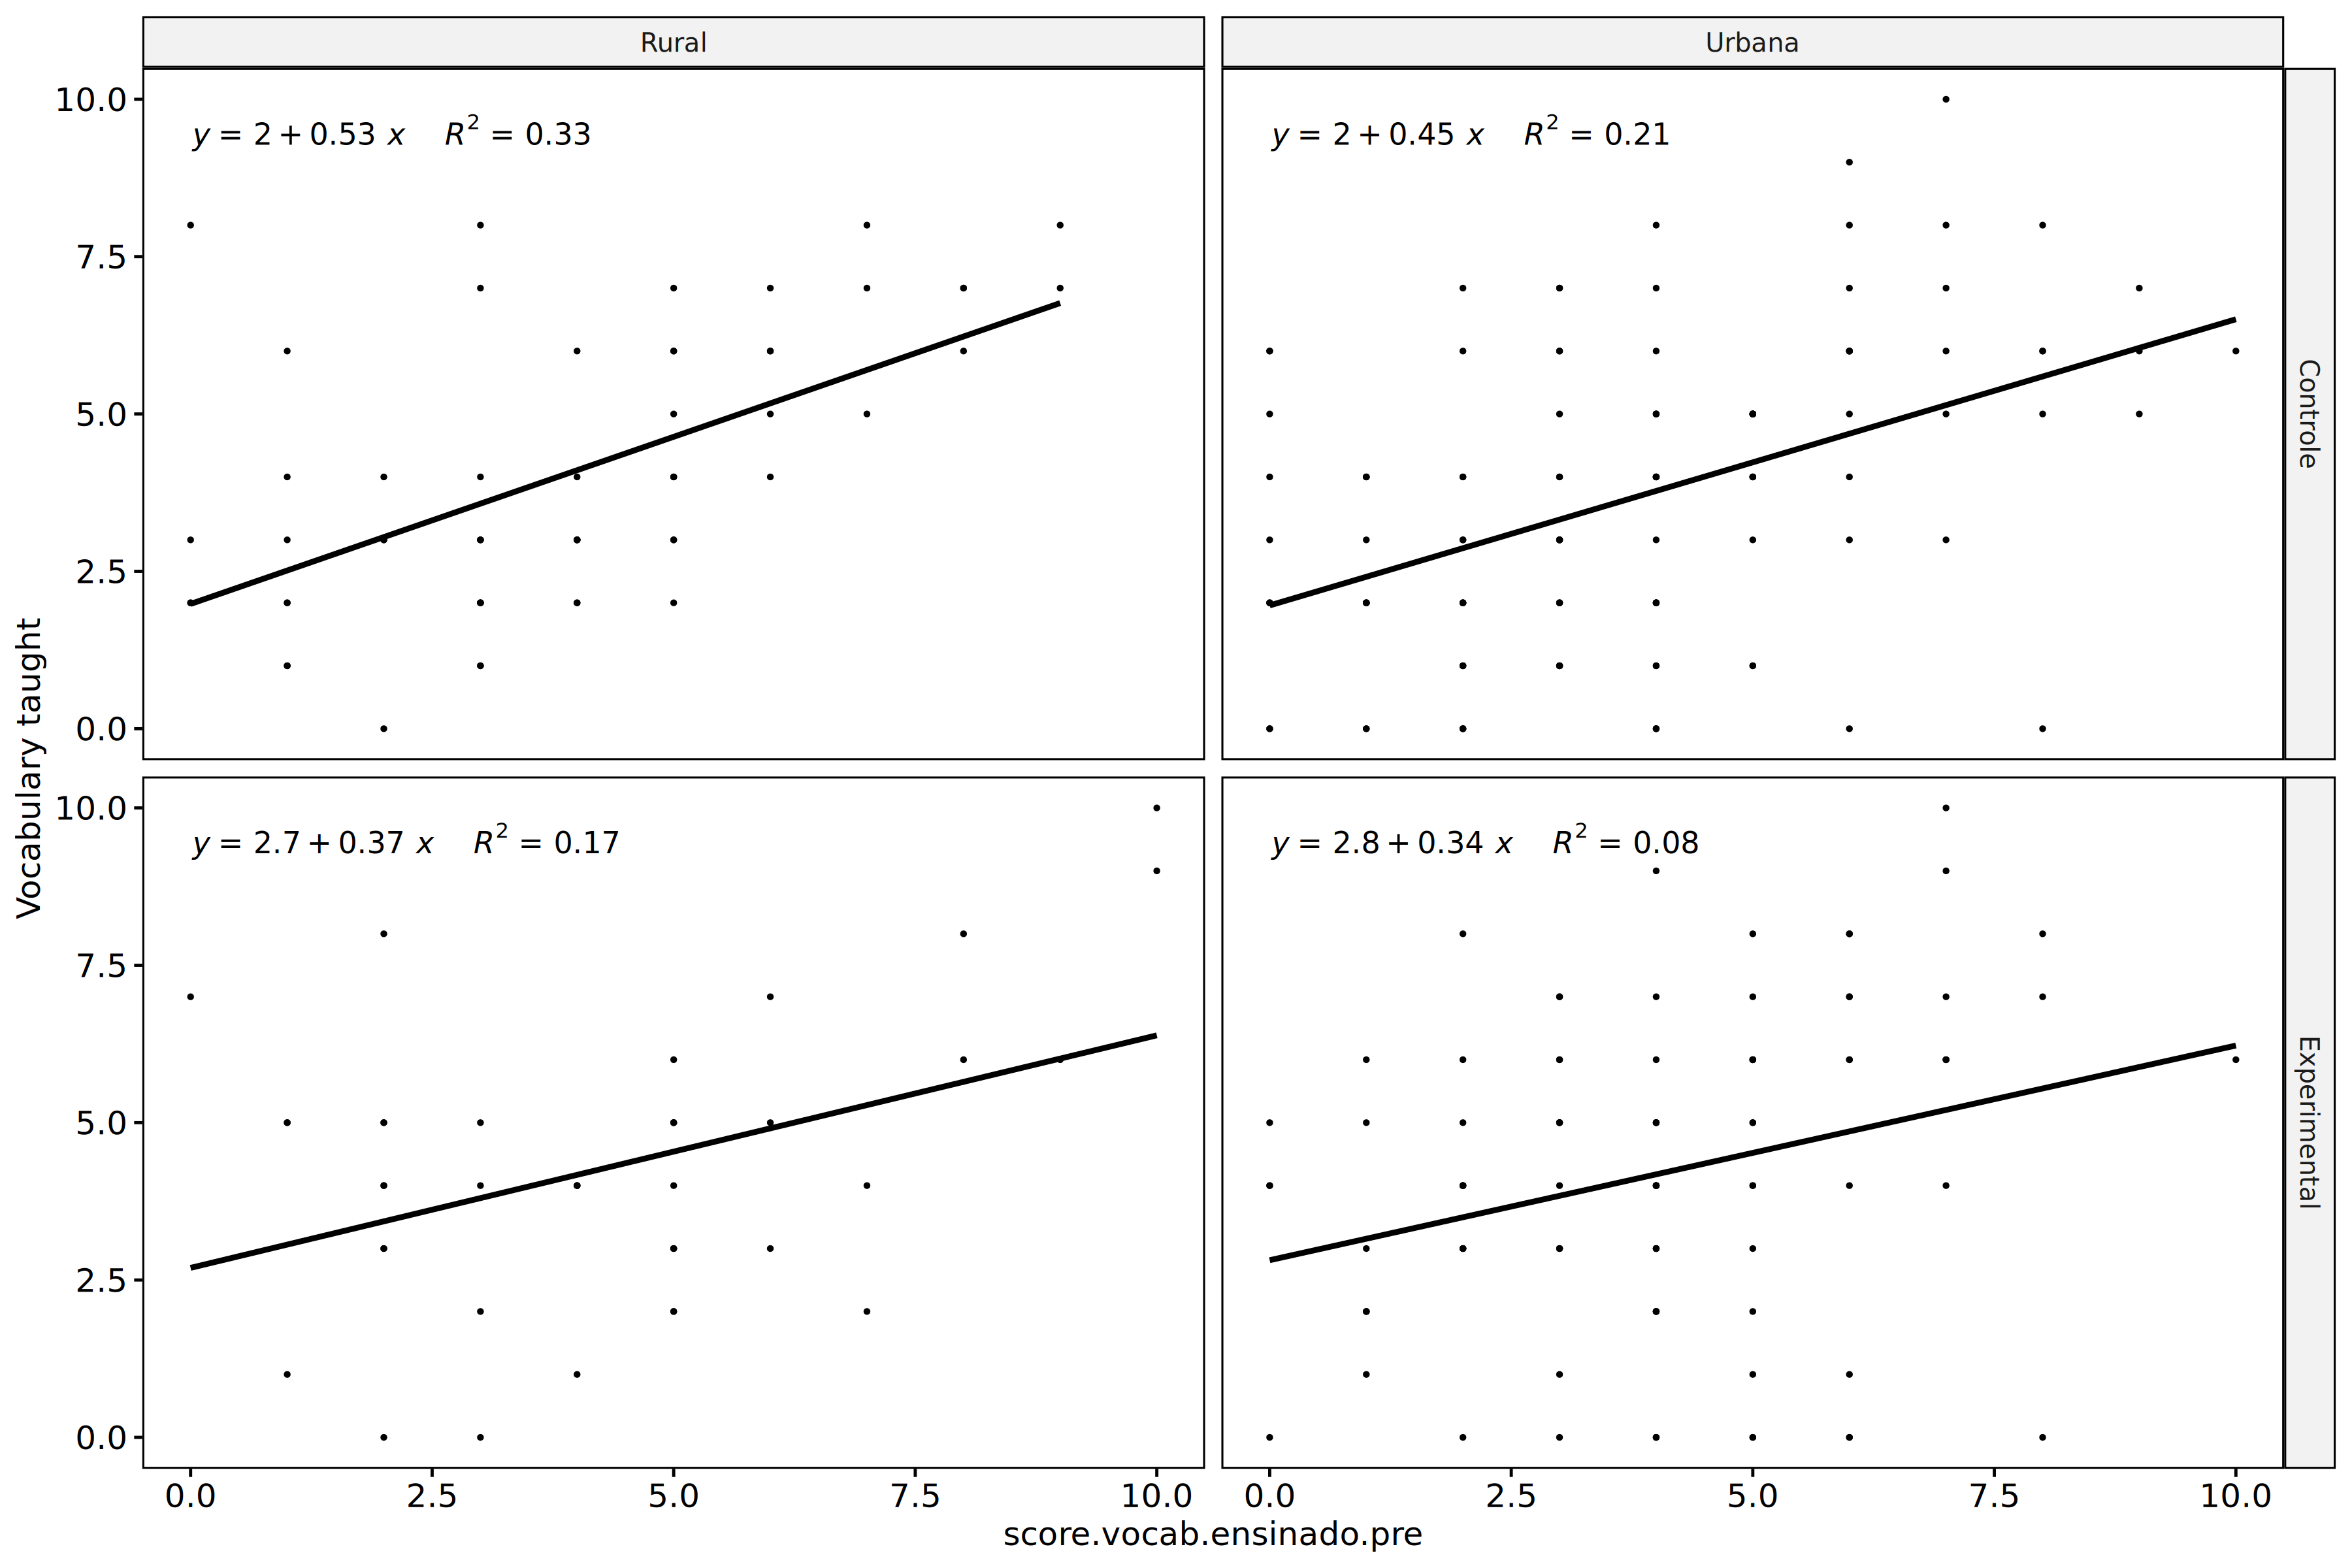 Rural
Urbana
10.0
7.5
5.0
2.5
0.0
y = 2 + 0.53 x R² = 0.33
y = 2 + 0.45 x R² = 0.21
Controle
Vocabulary taught
10.0
7.5
5.0
2.5
0.0
y = 2.7 + 0.37 x R² = 0.17
y = 2.8 + 0.34 x R² = 0.08
Experimental
0.0 2.5 5.0 7.5 10.0
0.0 2.5 5.0 7.5 10.0
score.vocab.ensinado.pre